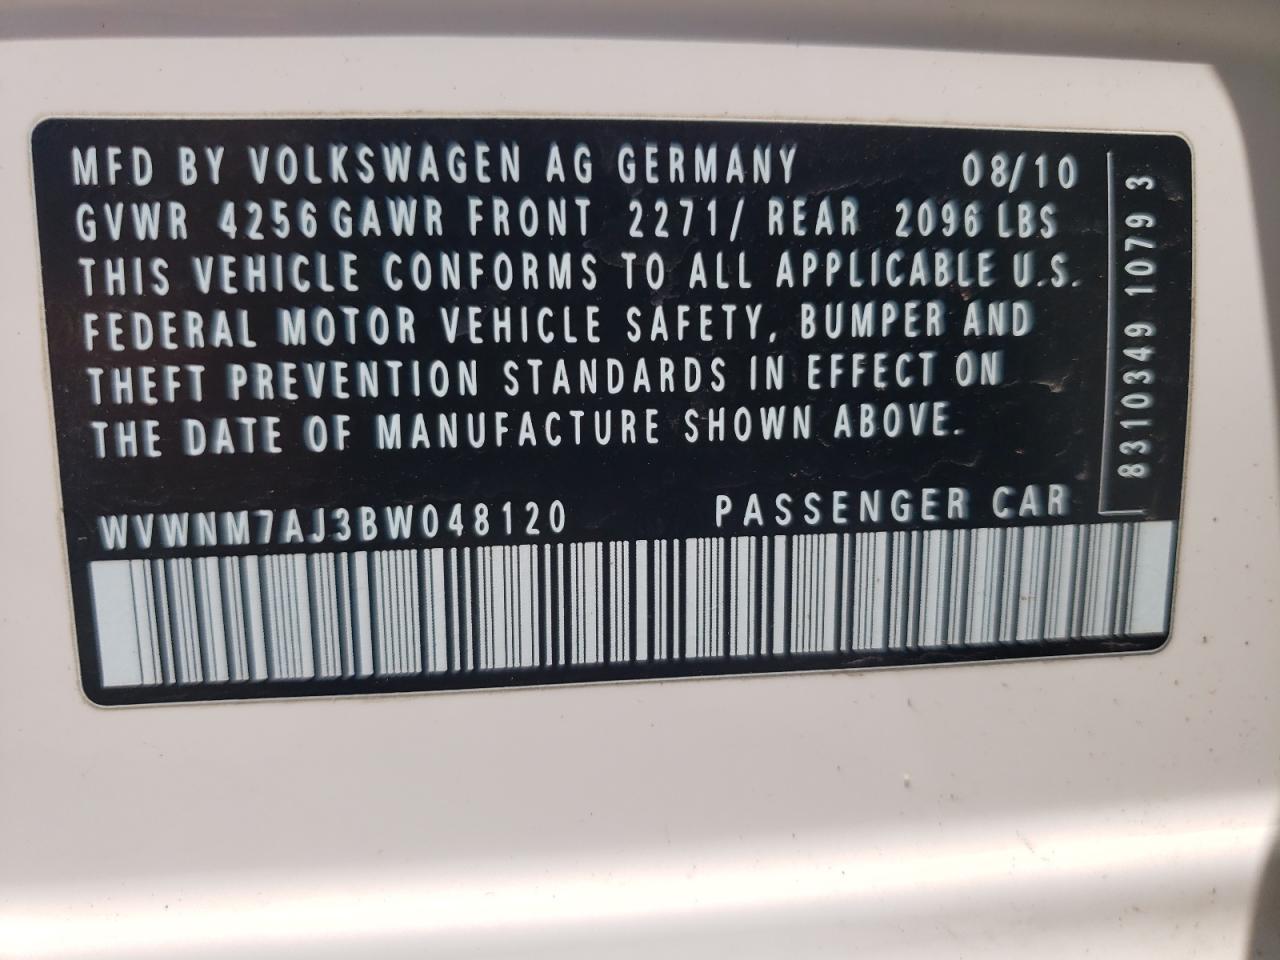 MFD BY VOLKSWAGEN AG GERMANY 08/10
GVWR 4256 GAWR FRONT 2271/ REAR 2096 LBS
THIS VEHICLE CONFORMS TO ALL APPLICABLE U.S.
FEDERAL MOTOR VEHICLE SAFETY, BUMPER AND
THEFT PREVENTION STANDARDS IN EFFECT ON
THE DATE OF MANUFACTURE SHOWN ABOVE.
WVWNM7AJ3BW048120 PASSENGER CAR
8310349 1079 3